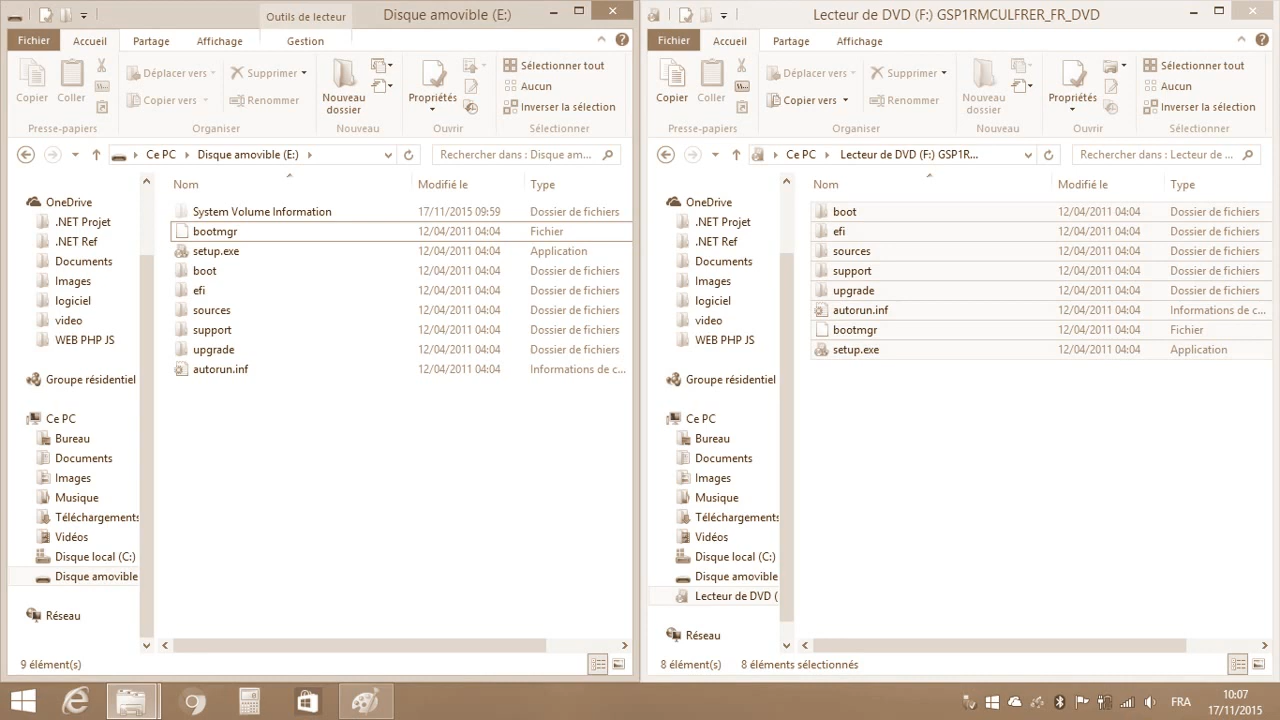 Outils de lecteur
Disque amovible (E:)
Fichier
Accueil
Partage
Affichage
Gestion
Copier
Coller
Déplacer vers
Copier vers
Supprimer
Renommer
Nouveau
dossier
Propriétés
Sélectionner tout
Aucun
Inverser la sélection
Presse-papiers
Organiser
Nouveau
Ouvrir
Sélectionner
Ce PC
Disque amovible (E:)
Rechercher dans : Disque am...
OneDrive
.NET Projet
.NET Ref
Documents
Images
logiciel
video
WEB PHP JS
Groupe résidentiel
Ce PC
Bureau
Documents
Images
Musique
Téléchargements
Vidéos
Disque local (C:)
Disque amovible
Réseau
Nom Modifié le Type
System Volume Information 17/11/2015 09:59 Dossier de fichiers
bootmgr 12/04/2011 04:04 Fichier
setup.exe 12/04/2011 04:04 Application
boot 12/04/2011 04:04 Dossier de fichiers
efi 12/04/2011 04:04 Dossier de fichiers
sources 12/04/2011 04:04 Dossier de fichiers
support 12/04/2011 04:04 Dossier de fichiers
upgrade 12/04/2011 04:04 Dossier de fichiers
autorun.inf 12/04/2011 04:04 Informations de c...
9 élément(s)
Lecteur de DVD (F:) GSP1RMCULFRER_FR_DVD
Fichier
Accueil
Partage
Affichage
Copier
Coller
Déplacer vers
Copier vers
Supprimer
Renommer
Nouveau
dossier
Propriétés
Sélectionner tout
Aucun
Inverser la sélection
Presse-papiers
Organiser
Nouveau
Ouvrir
Sélectionner
Ce PC
Lecteur de DVD (F:) GSP1R...
Rechercher dans : Lecteur de ...
OneDrive
.NET Projet
.NET Ref
Documents
Images
logiciel
video
WEB PHP JS
Groupe résidentiel
Ce PC
Bureau
Documents
Images
Musique
Téléchargements
Vidéos
Disque local (C:)
Disque amovible
Lecteur de DVD (
Réseau
Nom Modifié le Type
boot 12/04/2011 04:04 Dossier de fichiers
efi 12/04/2011 04:04 Dossier de fichiers
sources 12/04/2011 04:04 Dossier de fichiers
support 12/04/2011 04:04 Dossier de fichiers
upgrade 12/04/2011 04:04 Dossier de fichiers
autorun.inf 12/04/2011 04:04 Informations de c...
bootmgr 12/04/2011 04:04 Fichier
setup.exe 12/04/2011 04:04 Application
8 élément(s) 8 éléments sélectionnés
FRA
10:07
17/11/2015